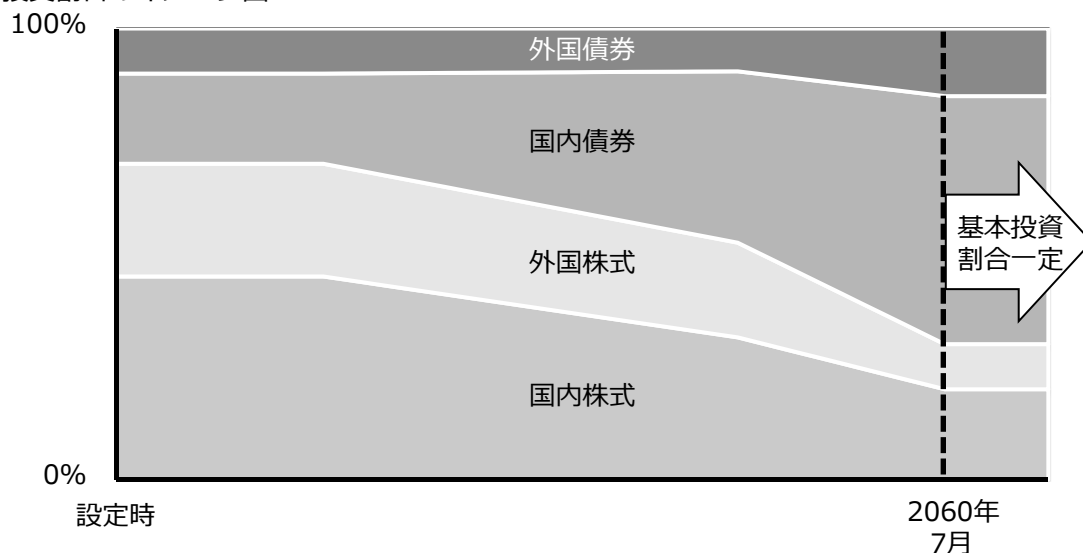 100%
外国債券
国内債券
基本投資
割合一定
外国株式
国内株式
0%
設定時
2060年
7月